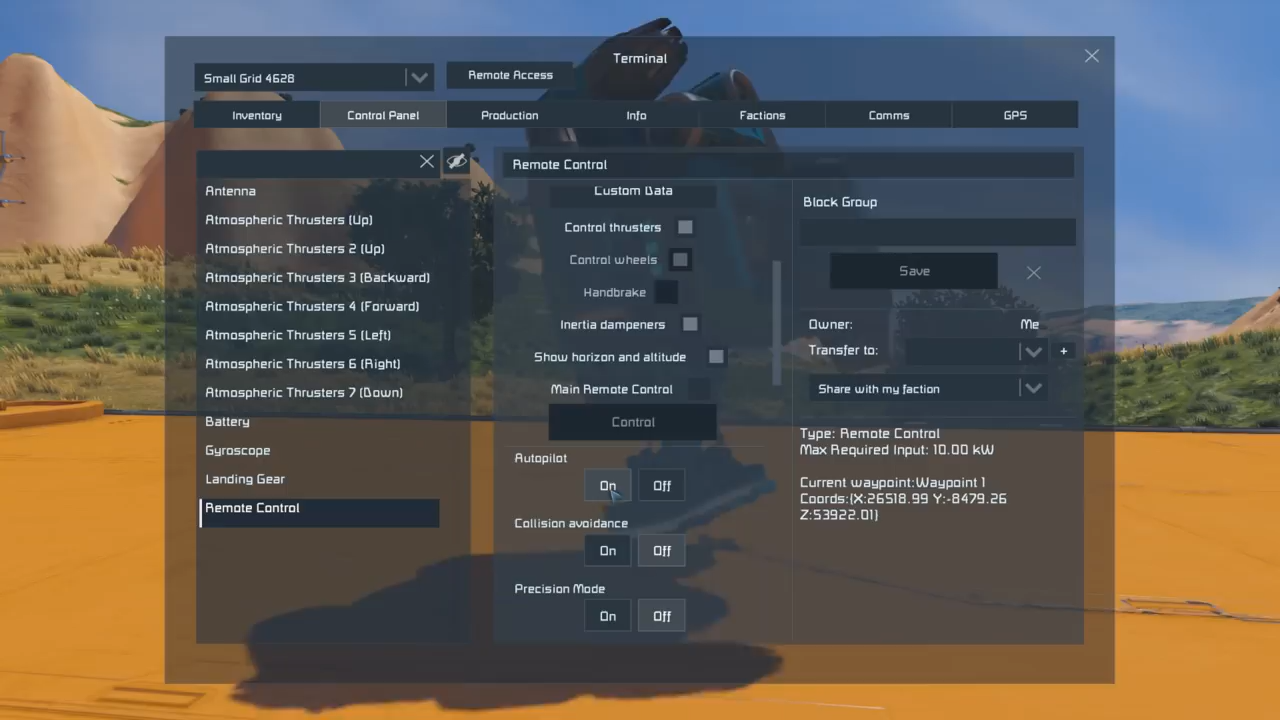 Terminal
Small Grid 4628
Remote Access
Inventory
Control Panel
Production
Info
Factions
Comms
GPS
Antenna
Atmospheric Thrusters (Up)
Atmospheric Thrusters 2 (Up)
Atmospheric Thrusters 3 (Backward)
Atmospheric Thrusters 4 (Forward)
Atmospheric Thrusters 5 (Left)
Atmospheric Thrusters 6 (Right)
Atmospheric Thrusters 7 (Down)
Battery
Gyroscope
Landing Gear
Remote Control
Remote Control
Custom Data
Control thrusters
Control wheels
Handbrake
Inertia dampeners
Show horizon and altitude
Main Remote Control
Control
Autopilot
On Off
Collision avoidance
On Off
Precision Mode
On Off
Block Group
Save
Owner: Me
Transfer to: +
Share with my faction
Type: Remote Control
Max Required Input: 10.00 kW
Current waypoint:Waypoint 1
Coords:(X:26518.99 Y:-8479.26
Z:53922.01)